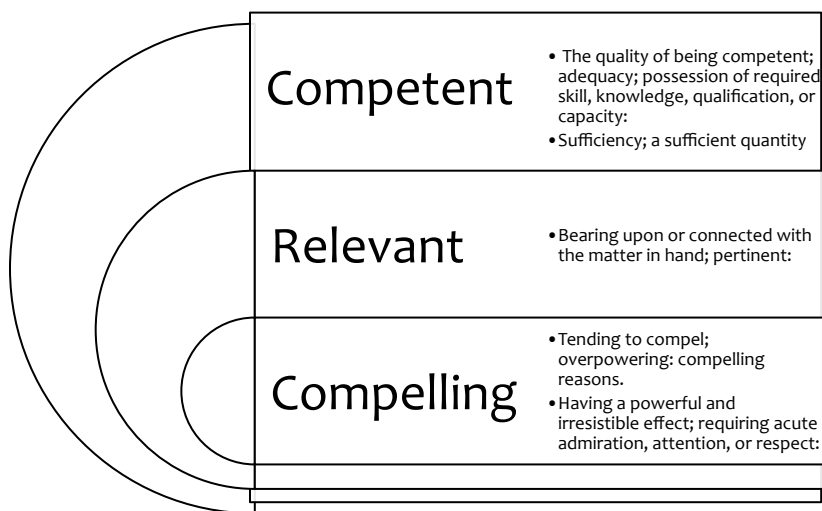 Competent
• The quality of being competent;
adequacy; possession of required
skill, knowledge, qualification, or
capacity:
•Sufficiency; a sufficient quantity
Relevant
•Bearing upon or connected with
the matter in hand; pertinent:
Compelling
•Tending to compel;
overpowering: compelling
reasons.
•Having a powerful and
irresistible effect; requiring acute
admiration, attention, or respect: